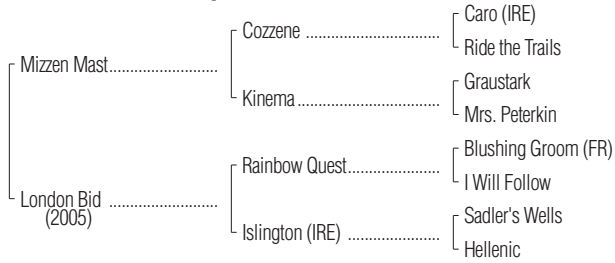 Caro (IRE)
Cozzene ........................................
Ride the Trails
Mizzen Mast................................
Graustark
Kinema........................................
Mrs. Peterkin
Blushing Groom (FR)
Rainbow Quest...........................
I Will Follow
London Bid ................................
(2005)
Sadler's Wells
Islington (IRE) ...........................
Hellenic